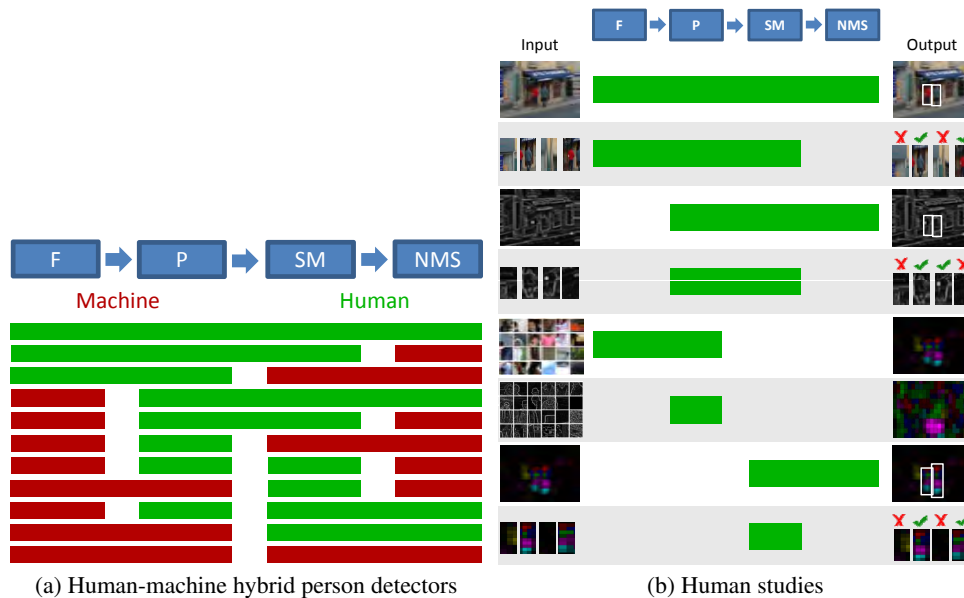 F P SM NMS
Input Output
F P SM NMS
Machine Human
(a) Human-machine hybrid person detectors
(b) Human studies